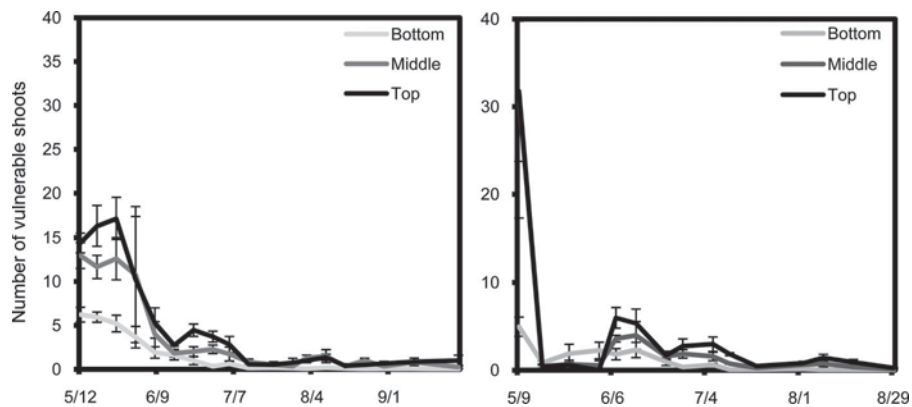 Number of vulnerable shoots
40
35
30
25
20
15
10
5
0
Bottom
Middle
Top
5/12 6/9 7/7 8/4 9/1
40
30
20
10
0
Bottom
Middle
Top
5/9 6/6 7/4 8/1 8/29